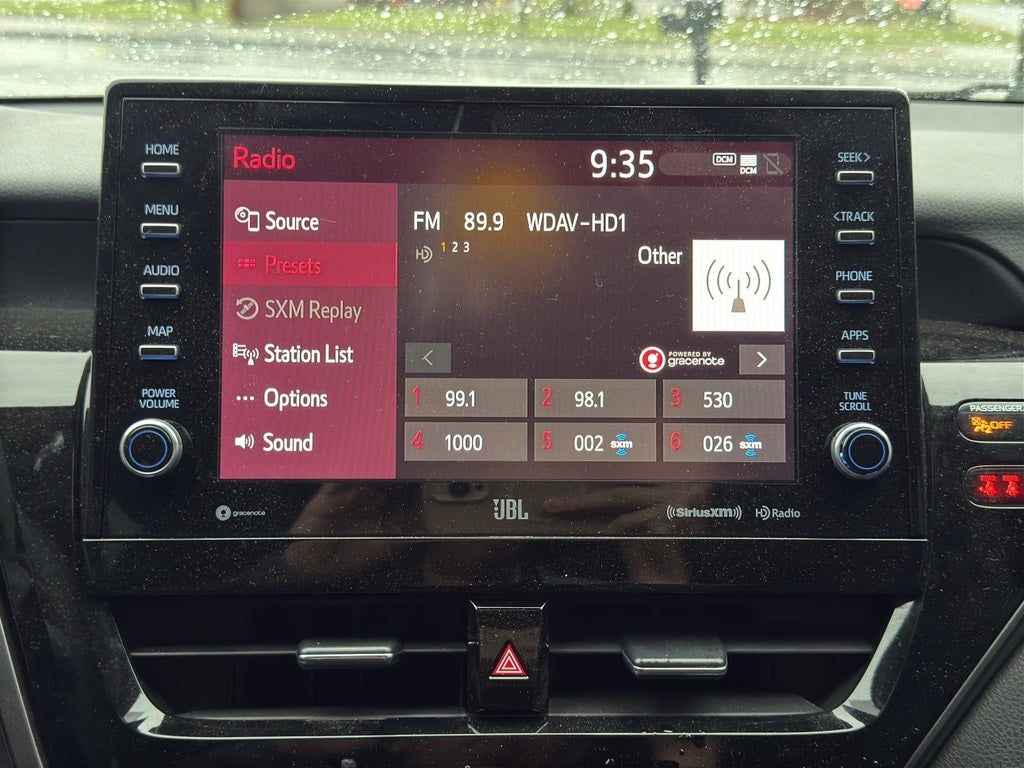 HOME
MENU
AUDIO
MAP
POWER
VOLUME
Radio
9:35
DCM
DCM
Source
Presets
SXM Replay
Station List
Options
Sound
FM 89.9 WDAV-HD1
HD 1 2 3
Other
POWERED BY
gracenote
1 99.1
2 98.1
3 530
4 1000
5 002 sxm
6 026 sxm
SEEK>
<TRACK
PHONE
APPS
TUNE
SCROLL
gracenote
JBL
((SiriusXM))
HD Radio
PASSENGER
OFF